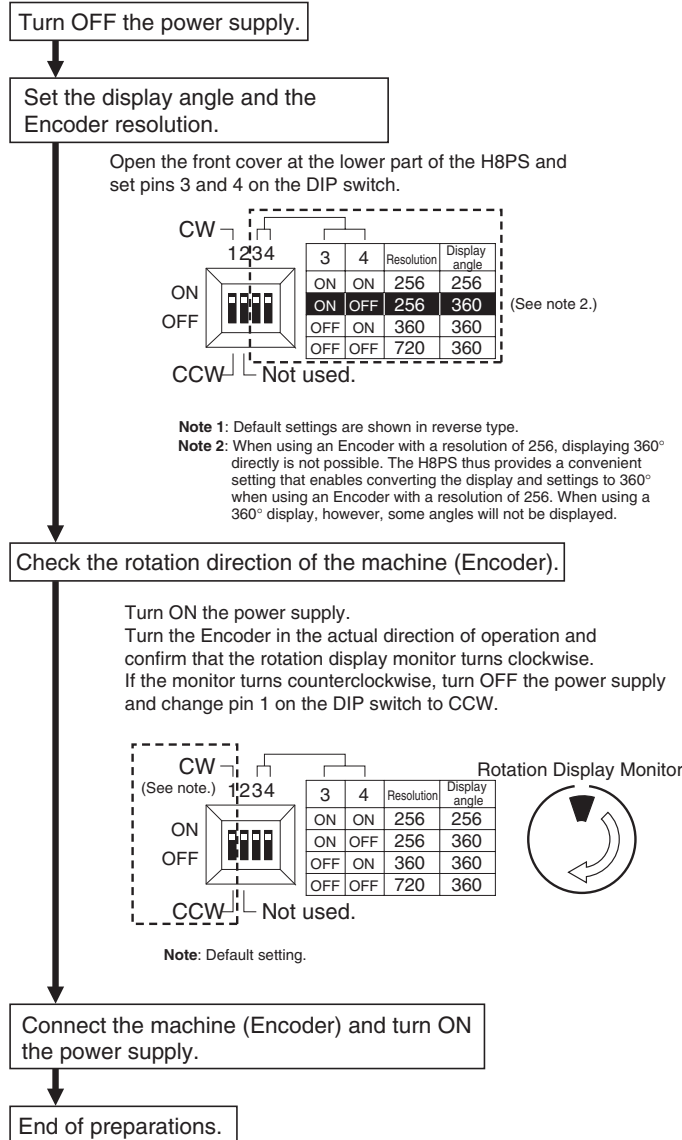 Turn OFF the power supply.
Set the display angle and the
Encoder resolution.
Open the front cover at the lower part of the H8PS and
set pins 3 and 4 on the DIP switch.
CW
1234
ON
OFF
CCW
Not used.
3 4 Resolution Display angle
ON ON 256 256
ON OFF 256 360
(See note 2.)
OFF ON 360 360
OFF OFF 720 360
Note 1: Default settings are shown in reverse type.
Note 2: When using an Encoder with a resolution of 256, displaying 360°
directly is not possible. The H8PS thus provides a convenient
setting that enables converting the display and settings to 360°
when using an Encoder with a resolution of 256. When using a
360° display, however, some angles will not be displayed.
Check the rotation direction of the machine (Encoder).
Turn ON the power supply.
Turn the Encoder in the actual direction of operation and
confirm that the rotation display monitor turns clockwise.
If the monitor turns counterclockwise, turn OFF the power supply
and change pin 1 on the DIP switch to CCW.
CW
(See note.)
1234
ON
OFF
CCW
Not used.
3 4 Resolution Display angle
ON ON 256 256
ON OFF 256 360
OFF ON 360 360
OFF OFF 720 360
Rotation Display Monitor
Note: Default setting.
Connect the machine (Encoder) and turn ON
the power supply.
End of preparations.